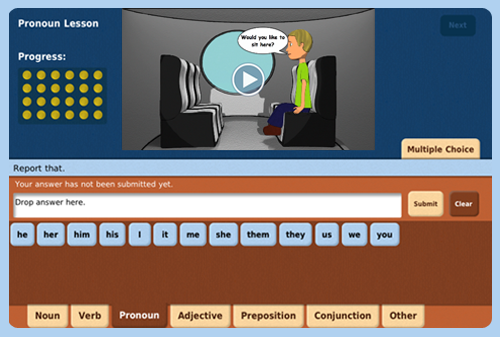 Pronoun Lesson
Next
Progress:
Would you like to
sit here?
Multiple Choice
Report that.
Your answer has not been submitted yet.
Drop answer here.
Submit
Clear
he her him his I it me she them they us we you
Noun Verb Pronoun Adjective Preposition Conjunction Other